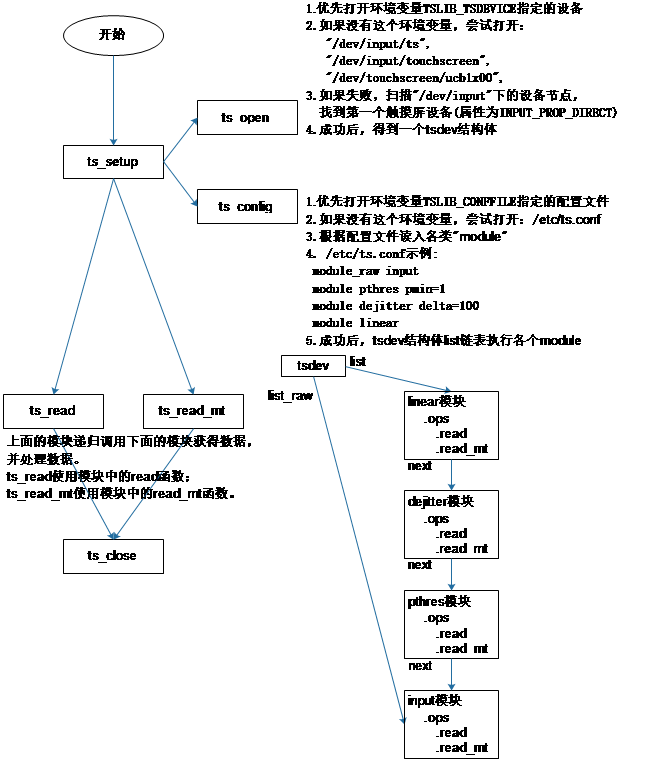 开始
1.优先打开环境变量TSLIB_TSDEVICE指定的设备
2.如果没有这个环境变量，尝试打开：
"/dev/input/ts",
"/dev/input/touchscreen",
"/dev/touchscreen/ucb1x00",
3.如果失败，扫描"/dev/input"下的设备节点，
找到第一个触摸屏设备(属性为INPUT_PROP_DIRECT)
4.成功后，得到一个tsdev结构体
ts_open
ts_setup
ts_config
1.优先打开环境变量TSLIB_CONFFILE指定的配置文件
2.如果没有这个环境变量，尝试打开：/etc/ts.conf
3.根据配置文件读入各类"module"
4. /etc/ts.conf示例:
module_raw input
module pthres pmin=1
module dejitter delta=100
module linear
5.成功后，tsdev结构体list链表执行各个module
tsdev
list
list_raw
ts_read
ts_read_mt
上面的模块递归调用下面的模块获得数据，
并处理数据。
ts_read使用模块中的read函数；
ts_read_mt使用模块中的read_mt函数。
ts_close
linear模块
.ops
.read
.read_mt
next
dejitter模块
.ops
.read
.read_mt
next
pthres模块
.ops
.read
.read_mt
next
input模块
.ops
.read
.read_mt